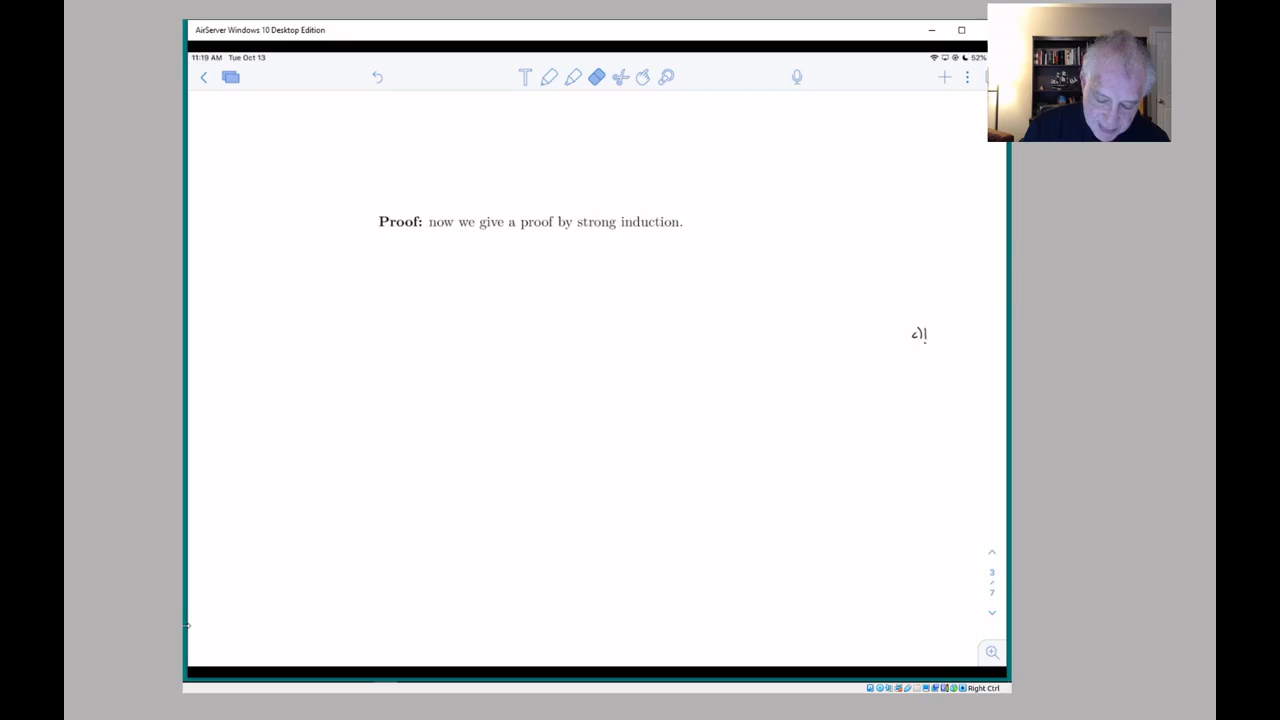 AirServer Windows 10 Desktop Edition
11:19 AM Tue Oct 13
52%
Proof: now we give a proof by strong induction.
3
7
Right Ctrl